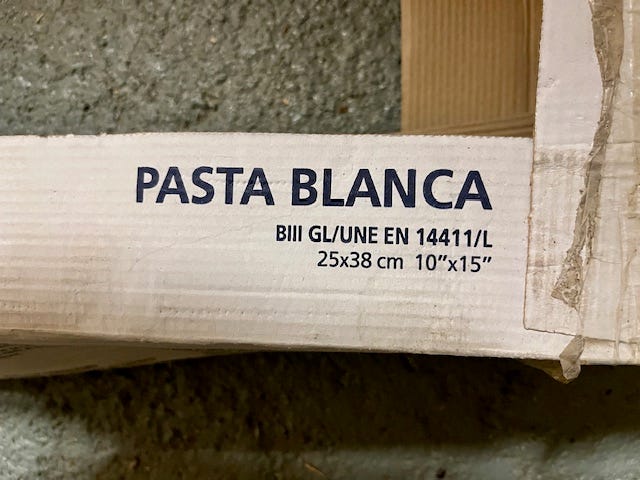 PASTA BLANCA
BIII GL/UNE EN 14411/L
25x38 cm 10”x15”